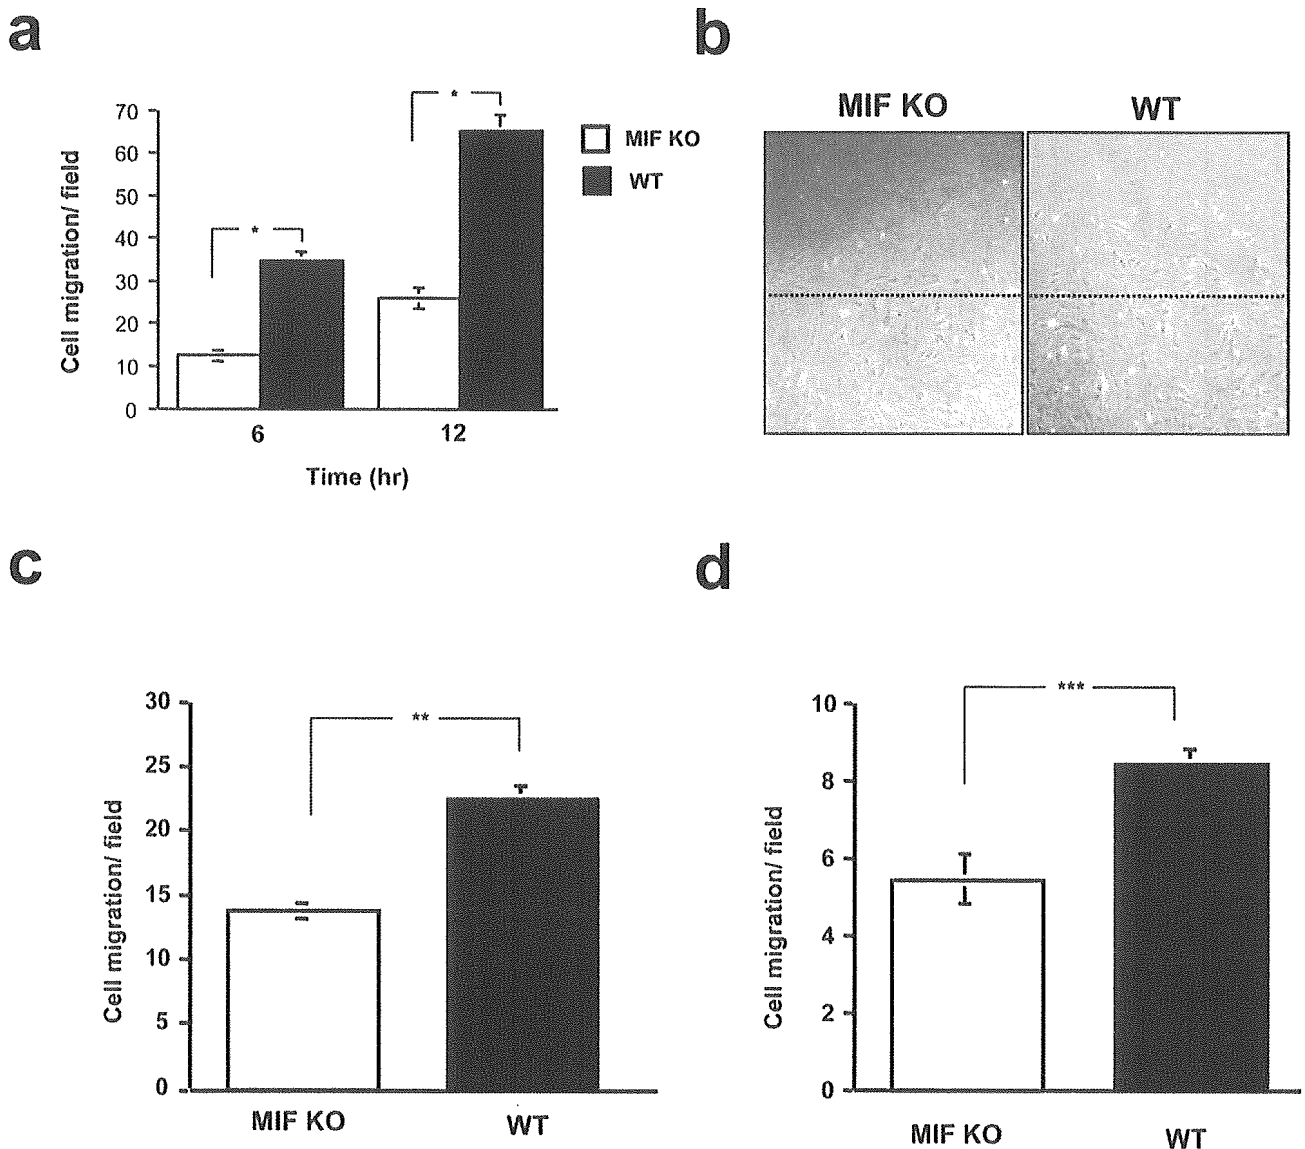 a
70
60
50
40
30
20
10
0
Cell migration/ field
*
*
6
12
Time (hr)
MIF KO
WT
b
MIF KO
WT
c
30
25
20
15
10
5
0
Cell migration/ field
**
MIF KO
WT
d
10
8
6
4
2
0
Cell migration/ field
***
MIF KO
WT